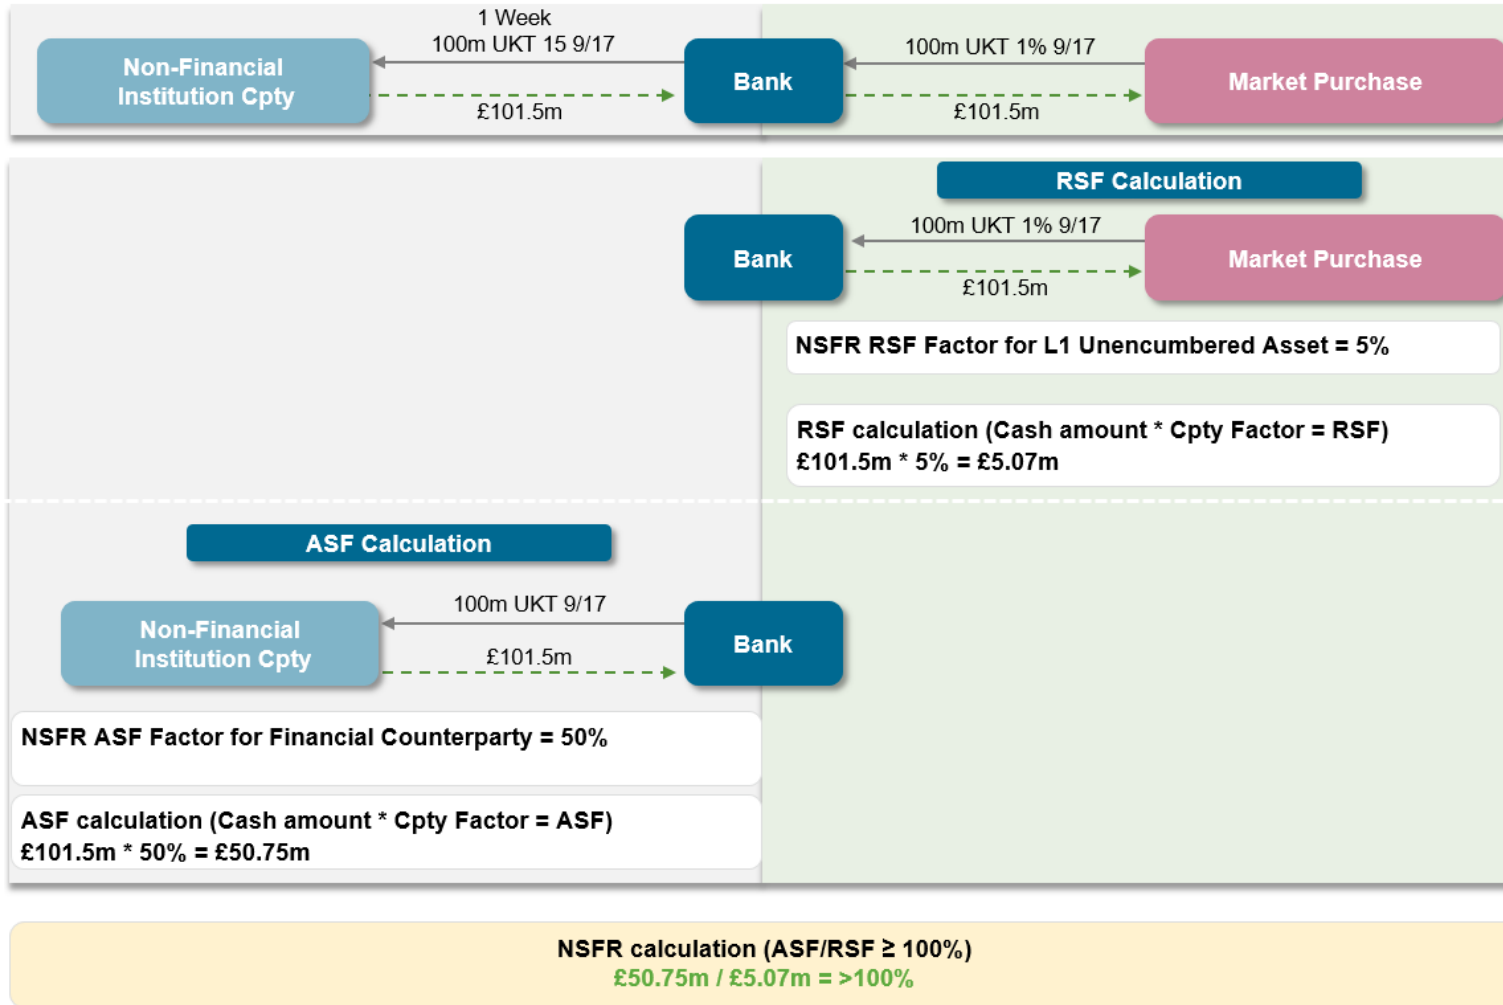 1 Week
100m UKT 15 9/17
Non-Financial
Institution Cpty
£101.5m
Bank
100m UKT 1% 9/17
£101.5m
Market Purchase
RSF Calculation
Bank
100m UKT 1% 9/17
£101.5m
Market Purchase
NSFR RSF Factor for L1 Unencumbered Asset = 5%
RSF calculation (Cash amount * Cpty Factor = RSF)
£101.5m * 5% = £5.07m
ASF Calculation
Non-Financial
Institution Cpty
100m UKT 9/17
£101.5m
Bank
NSFR ASF Factor for Financial Counterparty = 50%
ASF calculation (Cash amount * Cpty Factor = ASF)
£101.5m * 50% = £50.75m
NSFR calculation (ASF/RSF ≥ 100%)
£50.75m / £5.07m = >100%